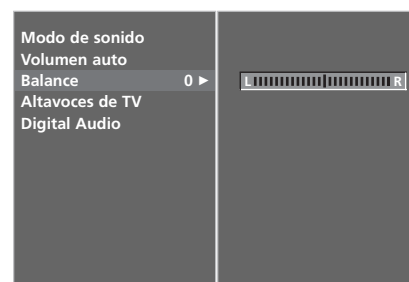 Modo de sonido
Volumen auto
Balance 0 ►
L R
Altavoces de TV
Digital Audio